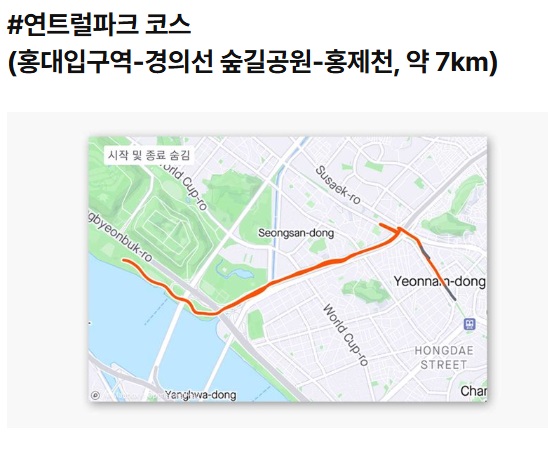 #연트럴파크 코스
(홍대입구역-경의선 숲길공원-홍제천, 약 7km)
시작 및 종료 숨김
orld Cup-ro
Susaek-ro
gbyeonbuk-ro
Seongsan-dong
Yeonnam-dong
World Cup-ro
HONGDAE
STREET
Yanghwa-dong
Char